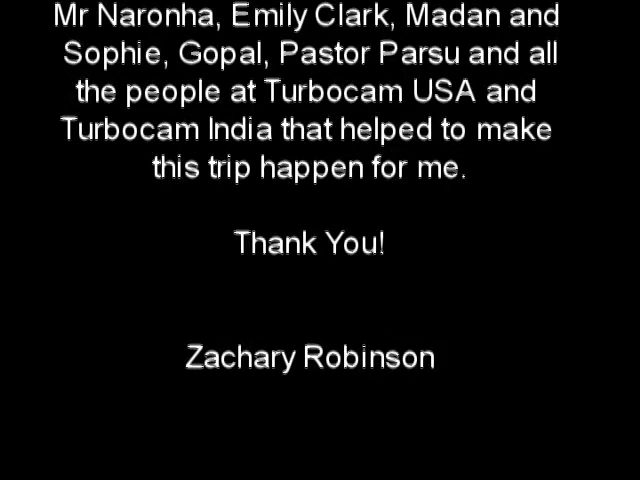 Mr Naronha, Emily Clark, Madan and
Sophie, Gopal, Pastor Parsu and all
the people at Turbocam USA and
Turbocam India that helped to make
this trip happen for me.
Thank You!
Zachary Robinson